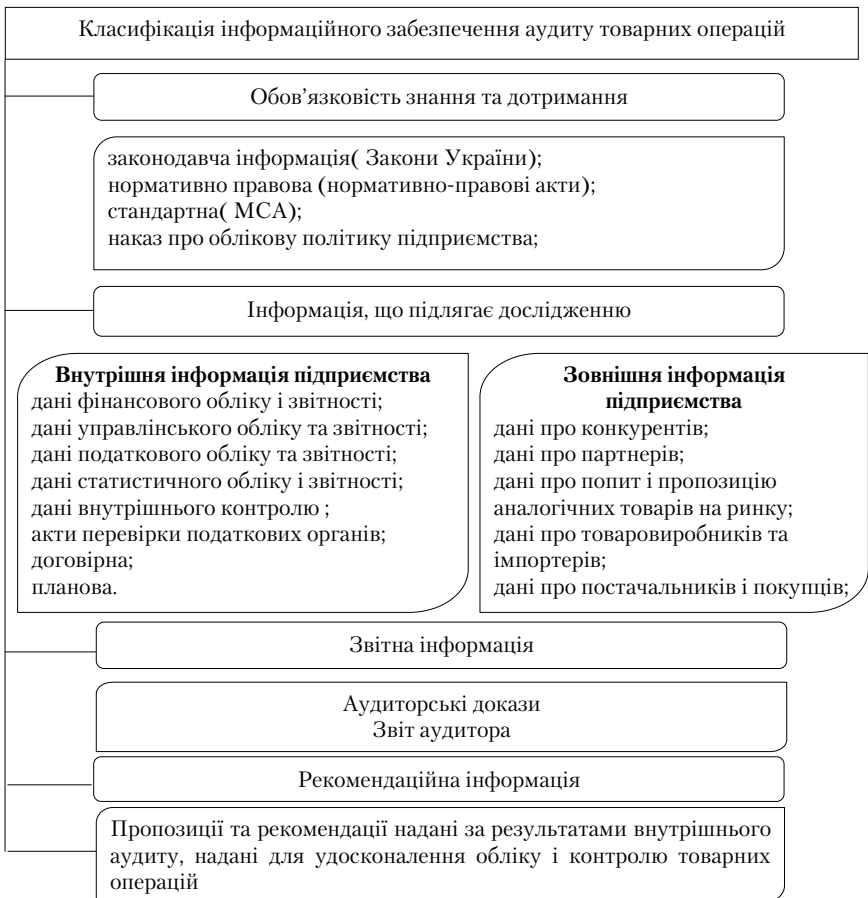 Класифікація інформаційного забезпечення аудиту товарних операцій
Обов’язковість знання та дотримання
законодавча інформація( Закони України);
нормативно правова (нормативно-правові акти);
стандартна( МСА);
наказ про облікову політику підприємства;
Інформація, що підлягає дослідженню
Внутрішня інформація підприємства
дані фінансового обліку і звітності;
дані управлінського обліку та звітності;
дані податкового обліку та звітності;
дані статистичного обліку і звітності;
дані внутрішнього контролю ;
акти перевірки податкових органів;
договірна;
планова.
Зовнішня інформація
підприємства
дані про конкурентів;
дані про партнерів;
дані про попит і пропозицію
аналогічних товарів на ринку;
дані про товаровиробників та
імпортерів;
дані про постачальників і покупців;
Звітна інформація
Аудиторські докази
Звіт аудитора
Рекомендаційна інформація
Пропозиції та рекомендації надані за результатами внутрішнього
аудиту, надані для удосконалення обліку і контролю товарних
операцій